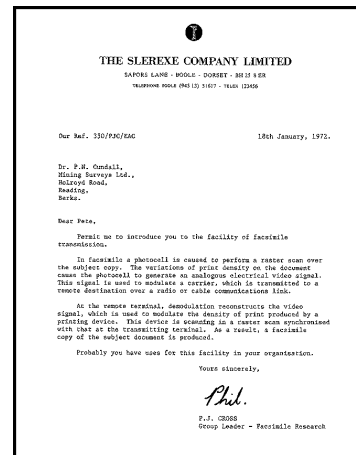 THE SLEREXE COMPANY LIMITED
SAPORS LANE - BOOLE - DORSET - BH 25 8 ER
TELEPHONE BOOLE (945 13) 51617 - TELEX 123456
Our Ref. 350/PJC/EAC
18th January, 1972.
Dr. P.N. Cundall,
Mining Surveys Ltd.,
Holroyd Road,
Reading,
Berks.
Dear Pete,
Permit me to introduce you to the facility of facsimile
transmission.
In facsimile a photocell is caused to perform a raster scan over
the subject copy. The variations of print density on the document
cause the photocell to generate an analogous electrical video signal.
This signal is used to modulate a carrier, which is transmitted to a
remote destination over a radio or cable communications link.
At the remote terminal, demodulation reconstructs the video
signal, which is used to modulate the density of print produced by a
printing device. This device is scanning in a raster scan synchronised
with that at the transmitting terminal. As a result, a facsimile
copy of the subject document is produced.
Probably you have uses for this facility in your organisation.
Yours sincerely,
Phil.
P.J. CROSS
Group Leader - Facsimile Research